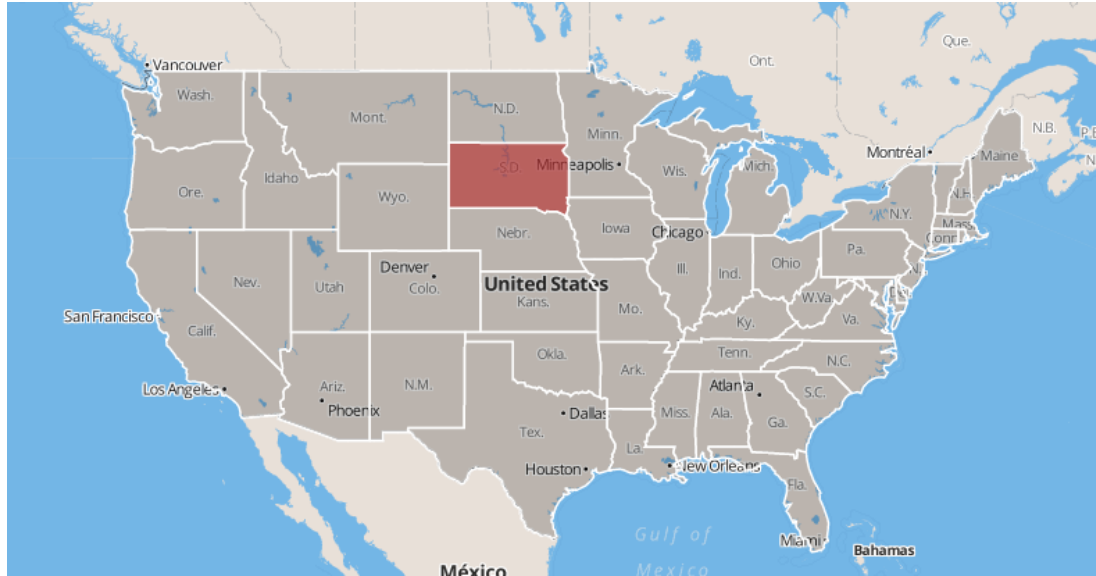 Vancouver
Wash.
Mont.
N.D.
Minn.
Ont.
Que.
N.B.
Maine
Montréal
Ore.
Idaho
Wyo.
S.D.
Minneapolis
Wis.
Mich.
N.Y.
N.H.
Mass.
Conn.
Nebr.
Iowa
Chicago
Ill.
Ind.
Ohio
Pa.
Nev.
Utah
Denver
Colo.
United States
Kans.
Mo.
Ky.
W.Va.
Va.
San Francisco
Calif.
Los Angeles
Ariz.
Phoenix
N.M.
Okla.
Ark.
Tenn.
N.C.
S.C.
Atlanta
Dallas
Tex.
Miss.
Ala.
Ga.
Houston
La.
New Orleans
Fla.
Miami
Gulf of
Mexico
Bahamas
México